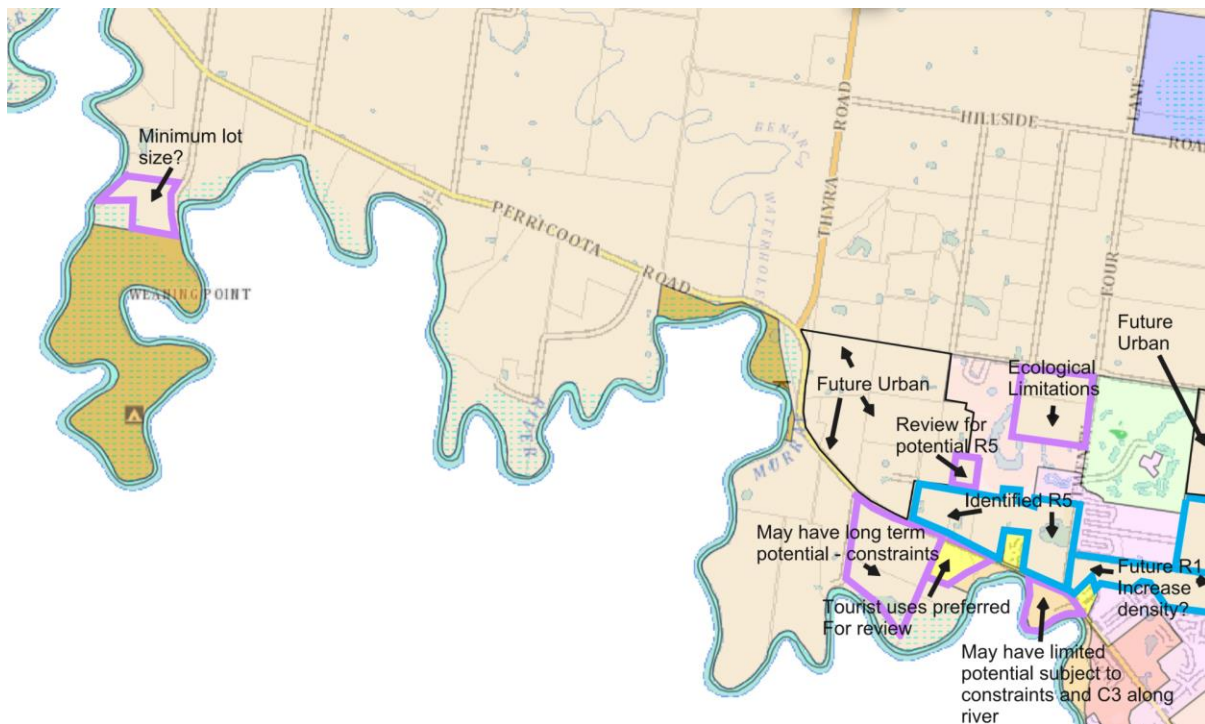 Minimum lot
size?
BENARCA
WATERHOLE
THYRA ROAD
HILLSIDE
ROAD
LANE
FOUR
PERRICOOTA
ROAD
WEARING POINT
RIVER
MURRAY
Future Urban
Future
Urban
Ecological
Limitations
Review for
potential R5
Identified R5
May have long term
potential - constraints
Future R1
Increase
density?
Tourist uses preferred
For review
May have limited
potential subject to
constraints and C3 along
river